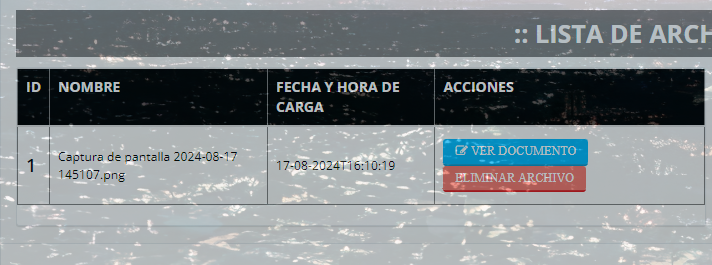 :: LISTA DE ARCH
ID NOMBRE FECHA Y HORA DE CARGA ACCIONES
1 Captura de pantalla 2024-08-17 145107.png 17-08-2024T16:10:19 VER DOCUMENTO
ELIMINAR ARCHIVO